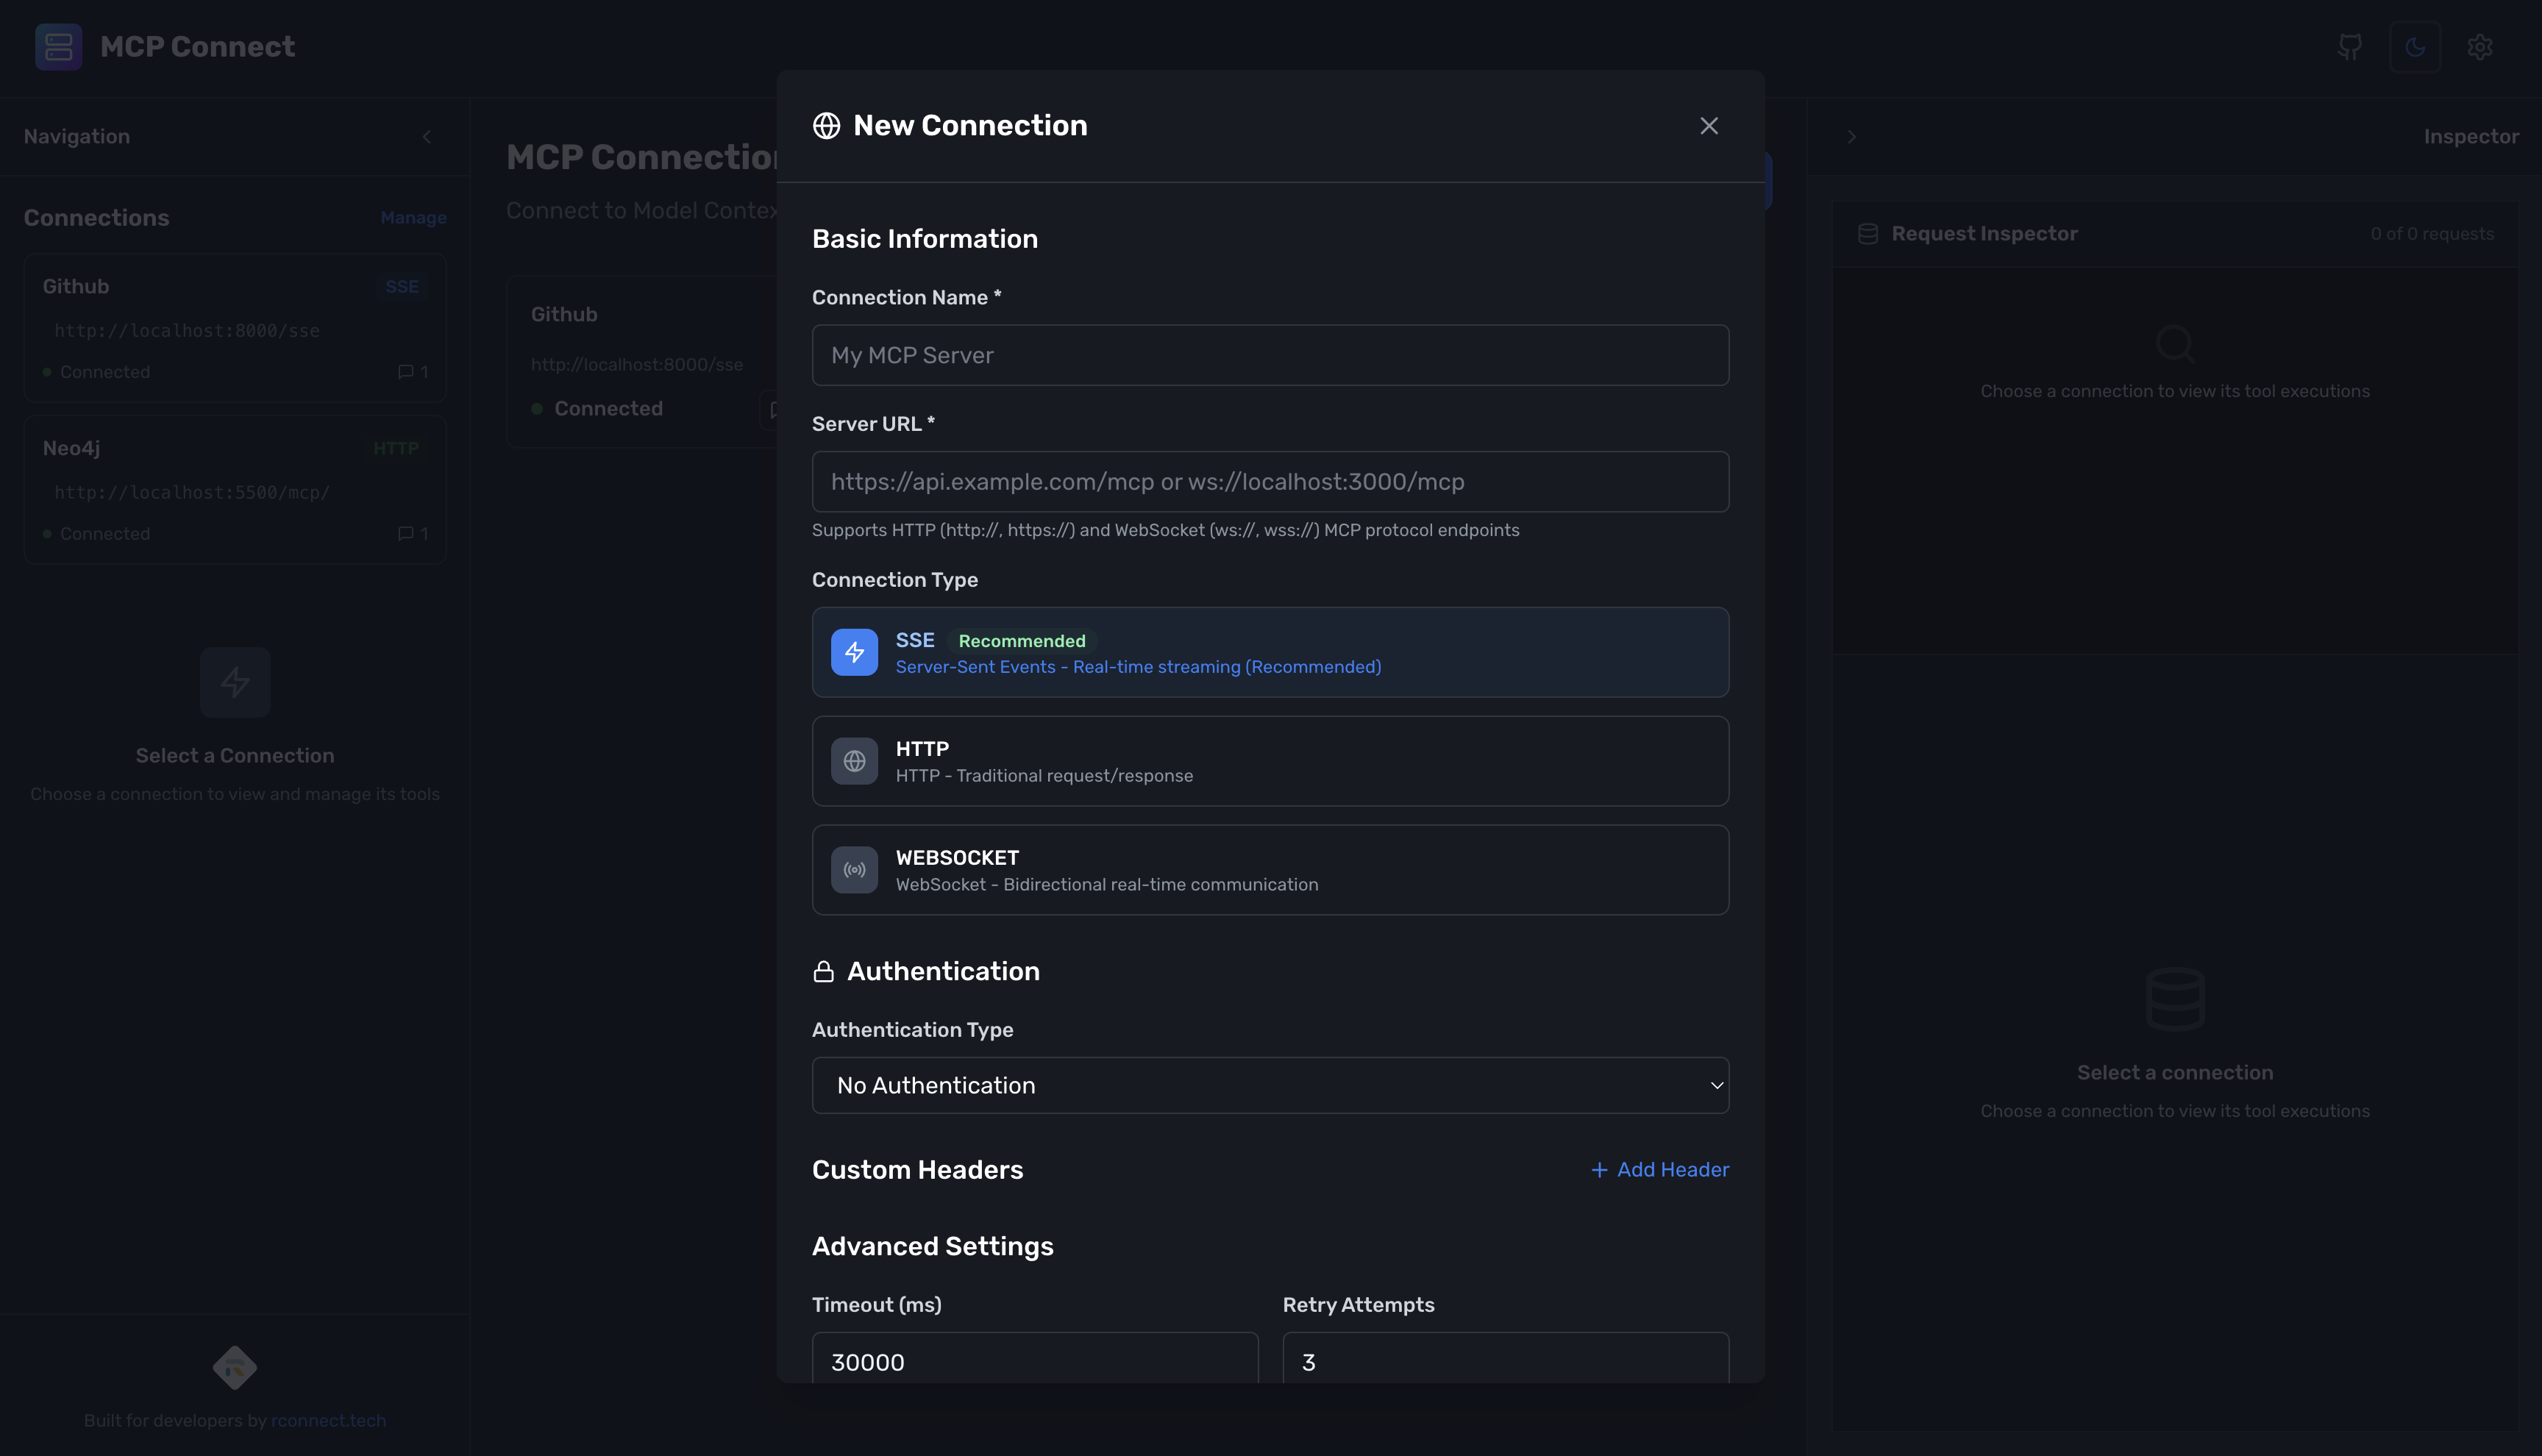 MCP Connect
Navigation
Connections
Manage
Github
SSE
http://localhost:8000/sse
Connected
1
Neo4j
HTTP
http://localhost:5500/mcp/
Connected
1
Select a Connection
Choose a connection to view and manage its tools
Built for developers by rconnect.tech
MCP Connection
Connect to Model Contex
Github
http://localhost:8000/sse
Connected
New Connection
Basic Information
Connection Name *
My MCP Server
Server URL *
https://api.example.com/mcp or ws://localhost:3000/mcp
Supports HTTP (http://, https://) and WebSocket (ws://, wss://) MCP protocol endpoints
Connection Type
SSE
Recommended
Server-Sent Events - Real-time streaming (Recommended)
HTTP
HTTP - Traditional request/response
WEBSOCKET
WebSocket - Bidirectional real-time communication
Authentication
Authentication Type
No Authentication
Custom Headers
+ Add Header
Advanced Settings
Timeout (ms)
Retry Attempts
30000
3
Inspector
Request Inspector
0 of 0 requests
Choose a connection to view its tool executions
Select a connection
Choose a connection to view its tool executions